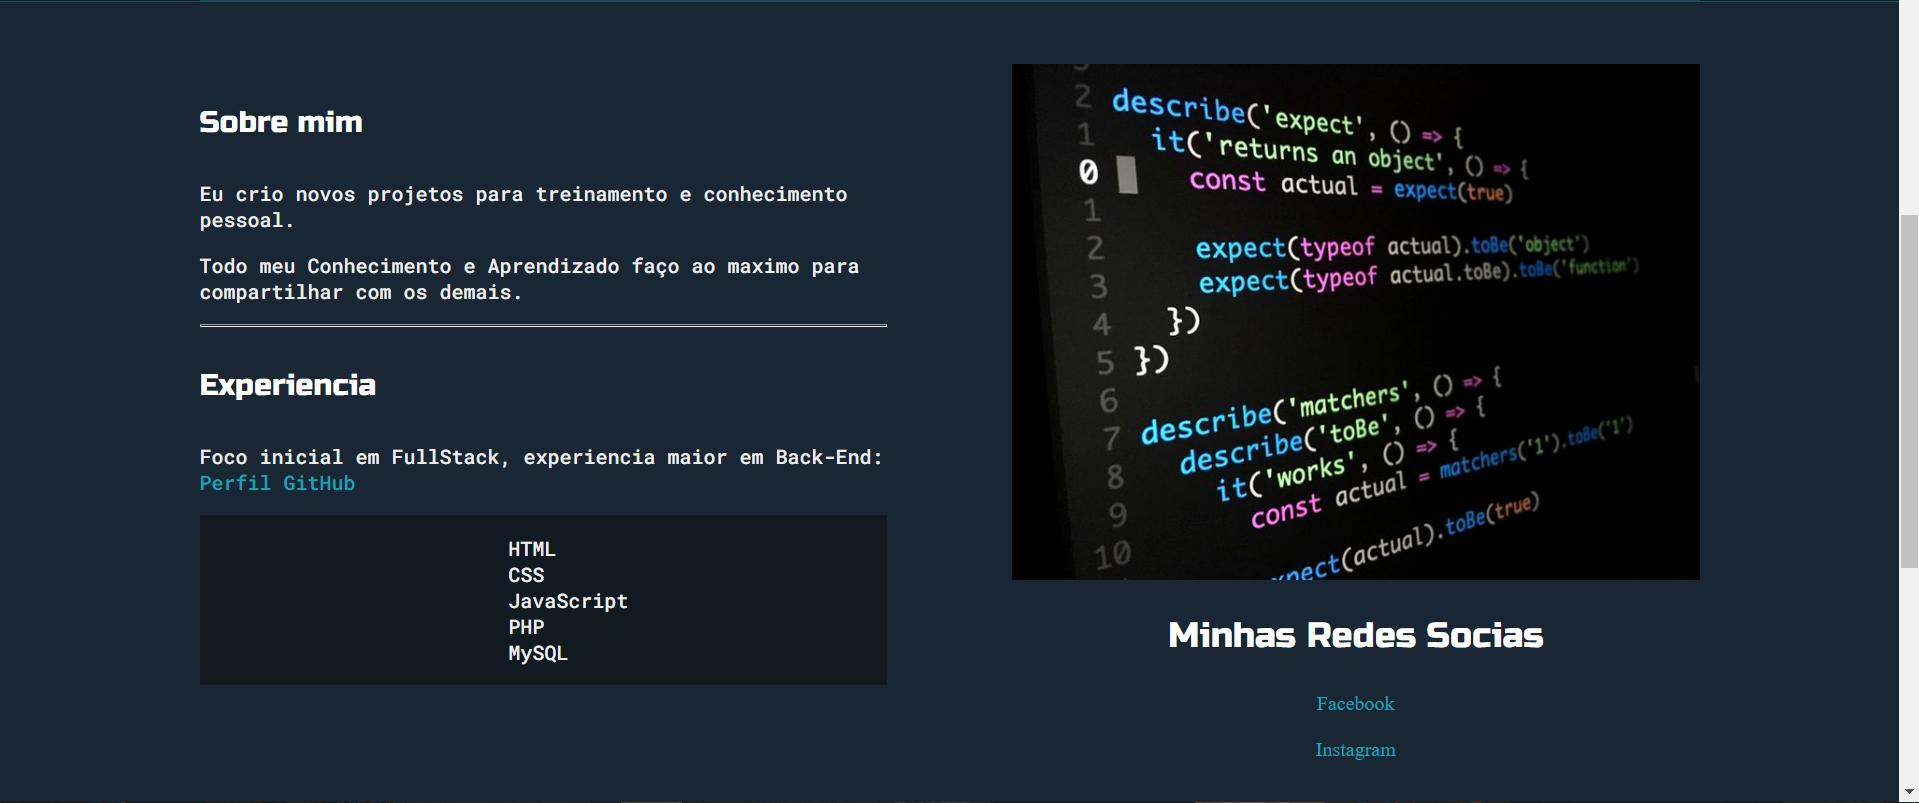 Sobre mim
Eu crio novos projetos para treinamento e conhecimento
pessoal.
Todo meu Conhecimento e Aprendizado faço ao maximo para
compartilhar com os demais.
Experiencia
Foco inicial em FullStack, experiencia maior em Back-End:
Perfil GitHub
HTML
CSS
JavaScript
PHP
MySQL
2 describe('expect', () => {
1 it('returns an object', () => {
0 const actual = expect(true)
1
2 expect(typeof actual).toBe('object')
3 expect(typeof actual.toBe).toBe('function')
4 })
5 })
6
7 describe('matchers', () => {
8 describe('toBe', () => {
9 it('works', () => {
10 const actual = matchers('1').toBe('1')
(actual).toBe(true)
Minhas Redes Socias
Facebook
Instagram